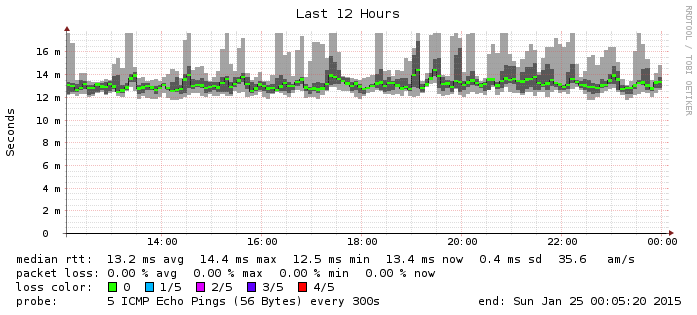 Last 12 Hours
RRDTOOL / TOBI OETIKER
Seconds
16 m
14 m
12 m
10 m
8 m
6 m
4 m
2 m
0
14:00 16:00 18:00 20:00 22:00 00:00
median rtt: 13.2 ms avg 14.4 ms max 12.5 ms min 13.4 ms now 0.4 ms sd 35.6 am/s
packet loss: 0.00 % avg 0.00 % max 0.00 % min 0.00 % now
loss color: 0 1/5 2/5 3/5 4/5
probe: 5 ICMP Echo Pings (56 Bytes) every 300s end: Sun Jan 25 00:05:20 2015